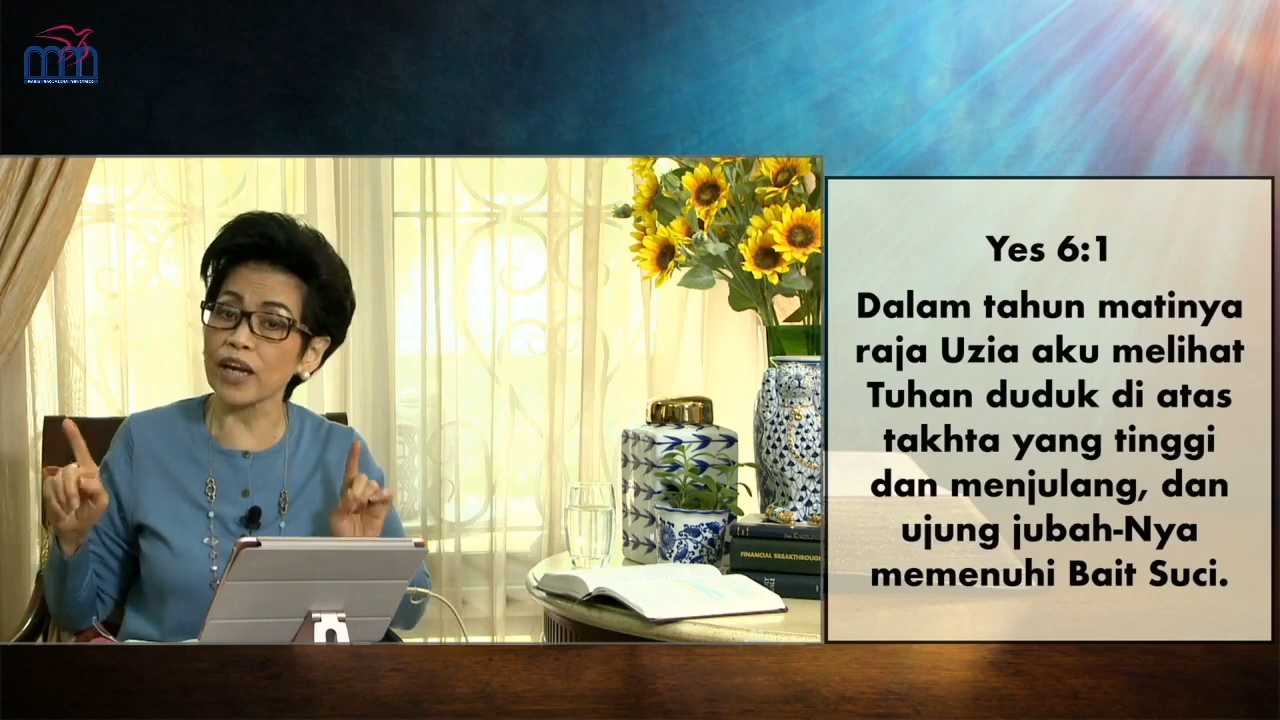 Yes 6:1
Dalam tahun matinya
raja Uzia aku melihat
Tuhan duduk di atas
takhta yang tinggi
dan menjulang, dan
ujung jubah-Nya
memenuhi Bait Suci.
FINANCIAL BREAKTHROUGH